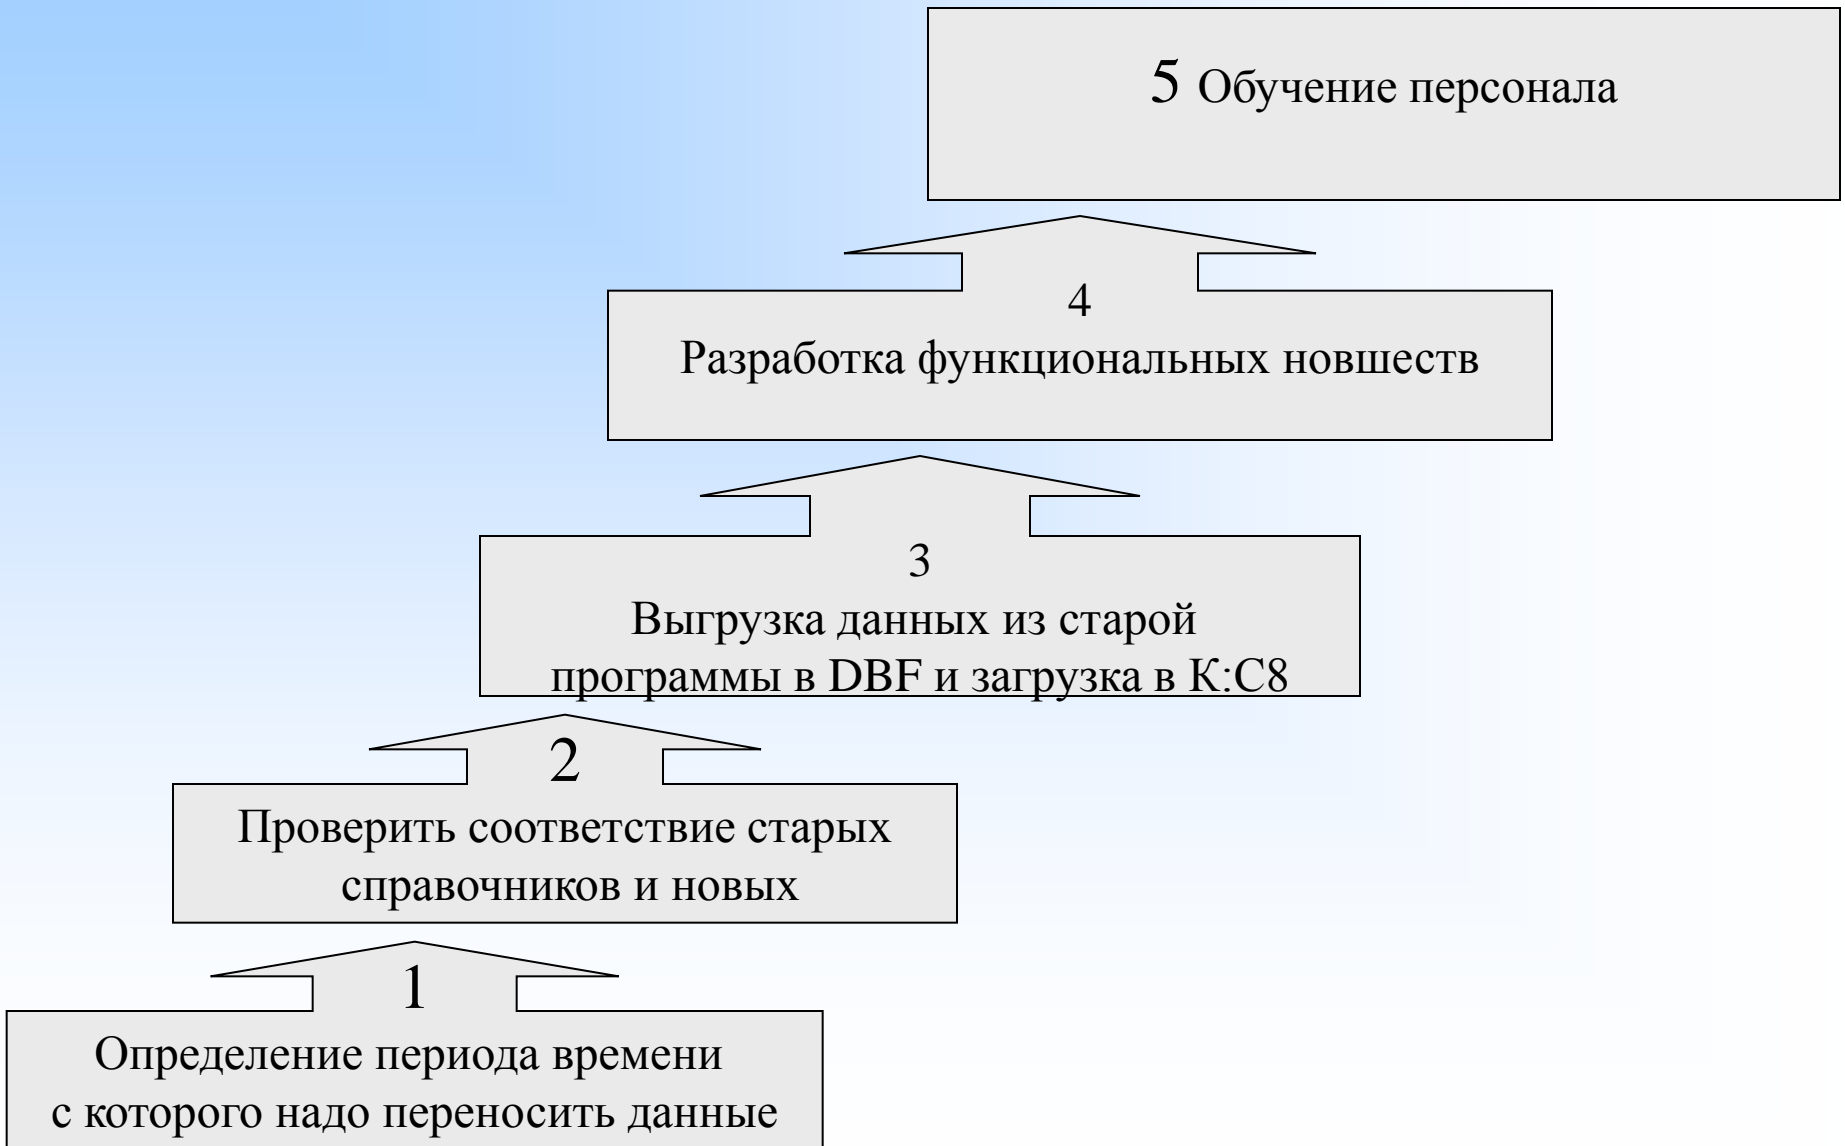 5 Обучение персонала
4
Разработка функциональных новшеств
3
Выгрузка данных из старой
программы в DBF и загрузка в К:С8
2
Проверить соответствие старых
справочников и новых
1
Определение периода времени
с которого надо переносить данные